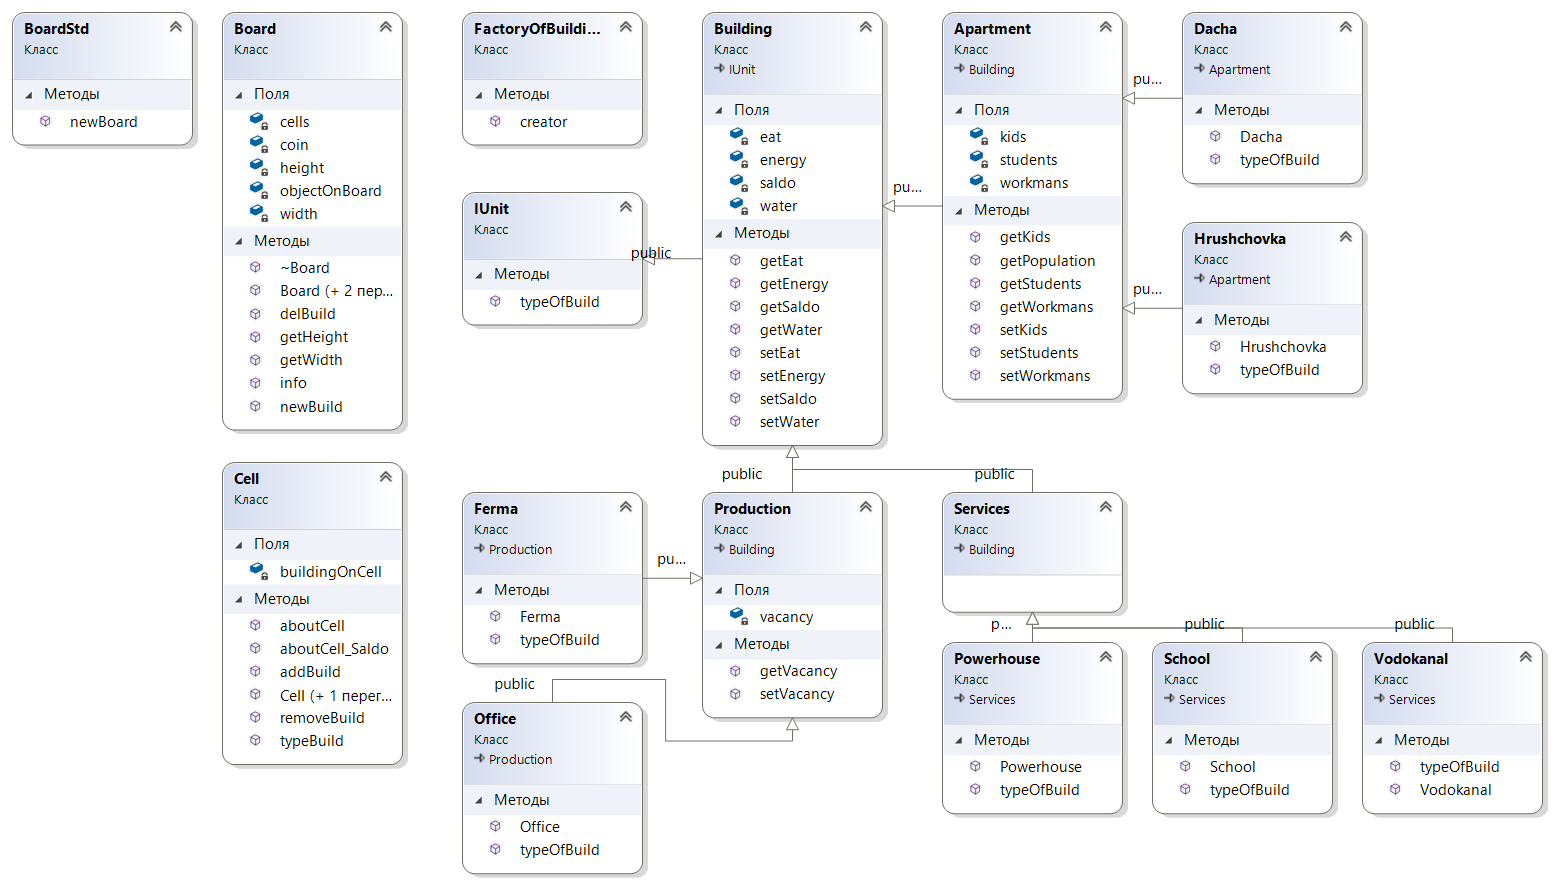 BoardStd
Класс
Методы
newBoard
Board
Класс
Поля
cells
coin
height
objectOnBoard
width
Методы
~Board
Board (+ 2 пер...
delBuild
getHeight
getWidth
info
newBuild
Cell
Класс
Поля
buildingOnCell
Методы
aboutCell
aboutCell_Saldo
addBuild
Cell (+ 1 перег...
removeBuild
typeBuild
FactoryOfBuildi...
Класс
Методы
creator
IUnit
Класс
Методы
typeOfBuild
public
Building
Класс
IUnit
Поля
eat
energy
saldo
water
Методы
getEat
getEnergy
getSaldo
getWater
setEat
setEnergy
setSaldo
setWater
pu...
Apartment
Класс
Building
Поля
kids
students
workmans
Методы
getKids
getPopulation
getStudents
getWorkmans
setKids
setStudents
setWorkmans
pu...
Dacha
Класс
Apartment
Методы
Dacha
typeOfBuild
pu...
Hrushchovka
Класс
Apartment
Методы
Hrushchovka
typeOfBuild
public
public
Ferma
Класс
Production
Методы
Ferma
typeOfBuild
pu...
Production
Класс
Building
Поля
vacancy
Методы
getVacancy
setVacancy
Services
Класс
Building
public
Office
Класс
Production
Методы
Office
typeOfBuild
p...
public
public
Powerhouse
Класс
Services
Методы
Powerhouse
typeOfBuild
School
Класс
Services
Методы
School
typeOfBuild
Vodokanal
Класс
Services
Методы
typeOfBuild
Vodokanal